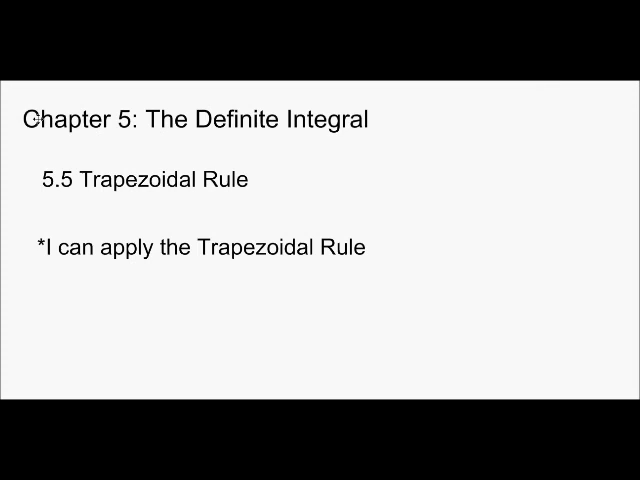 Chapter 5: The Definite Integral
5.5 Trapezoidal Rule
*I can apply the Trapezoidal Rule